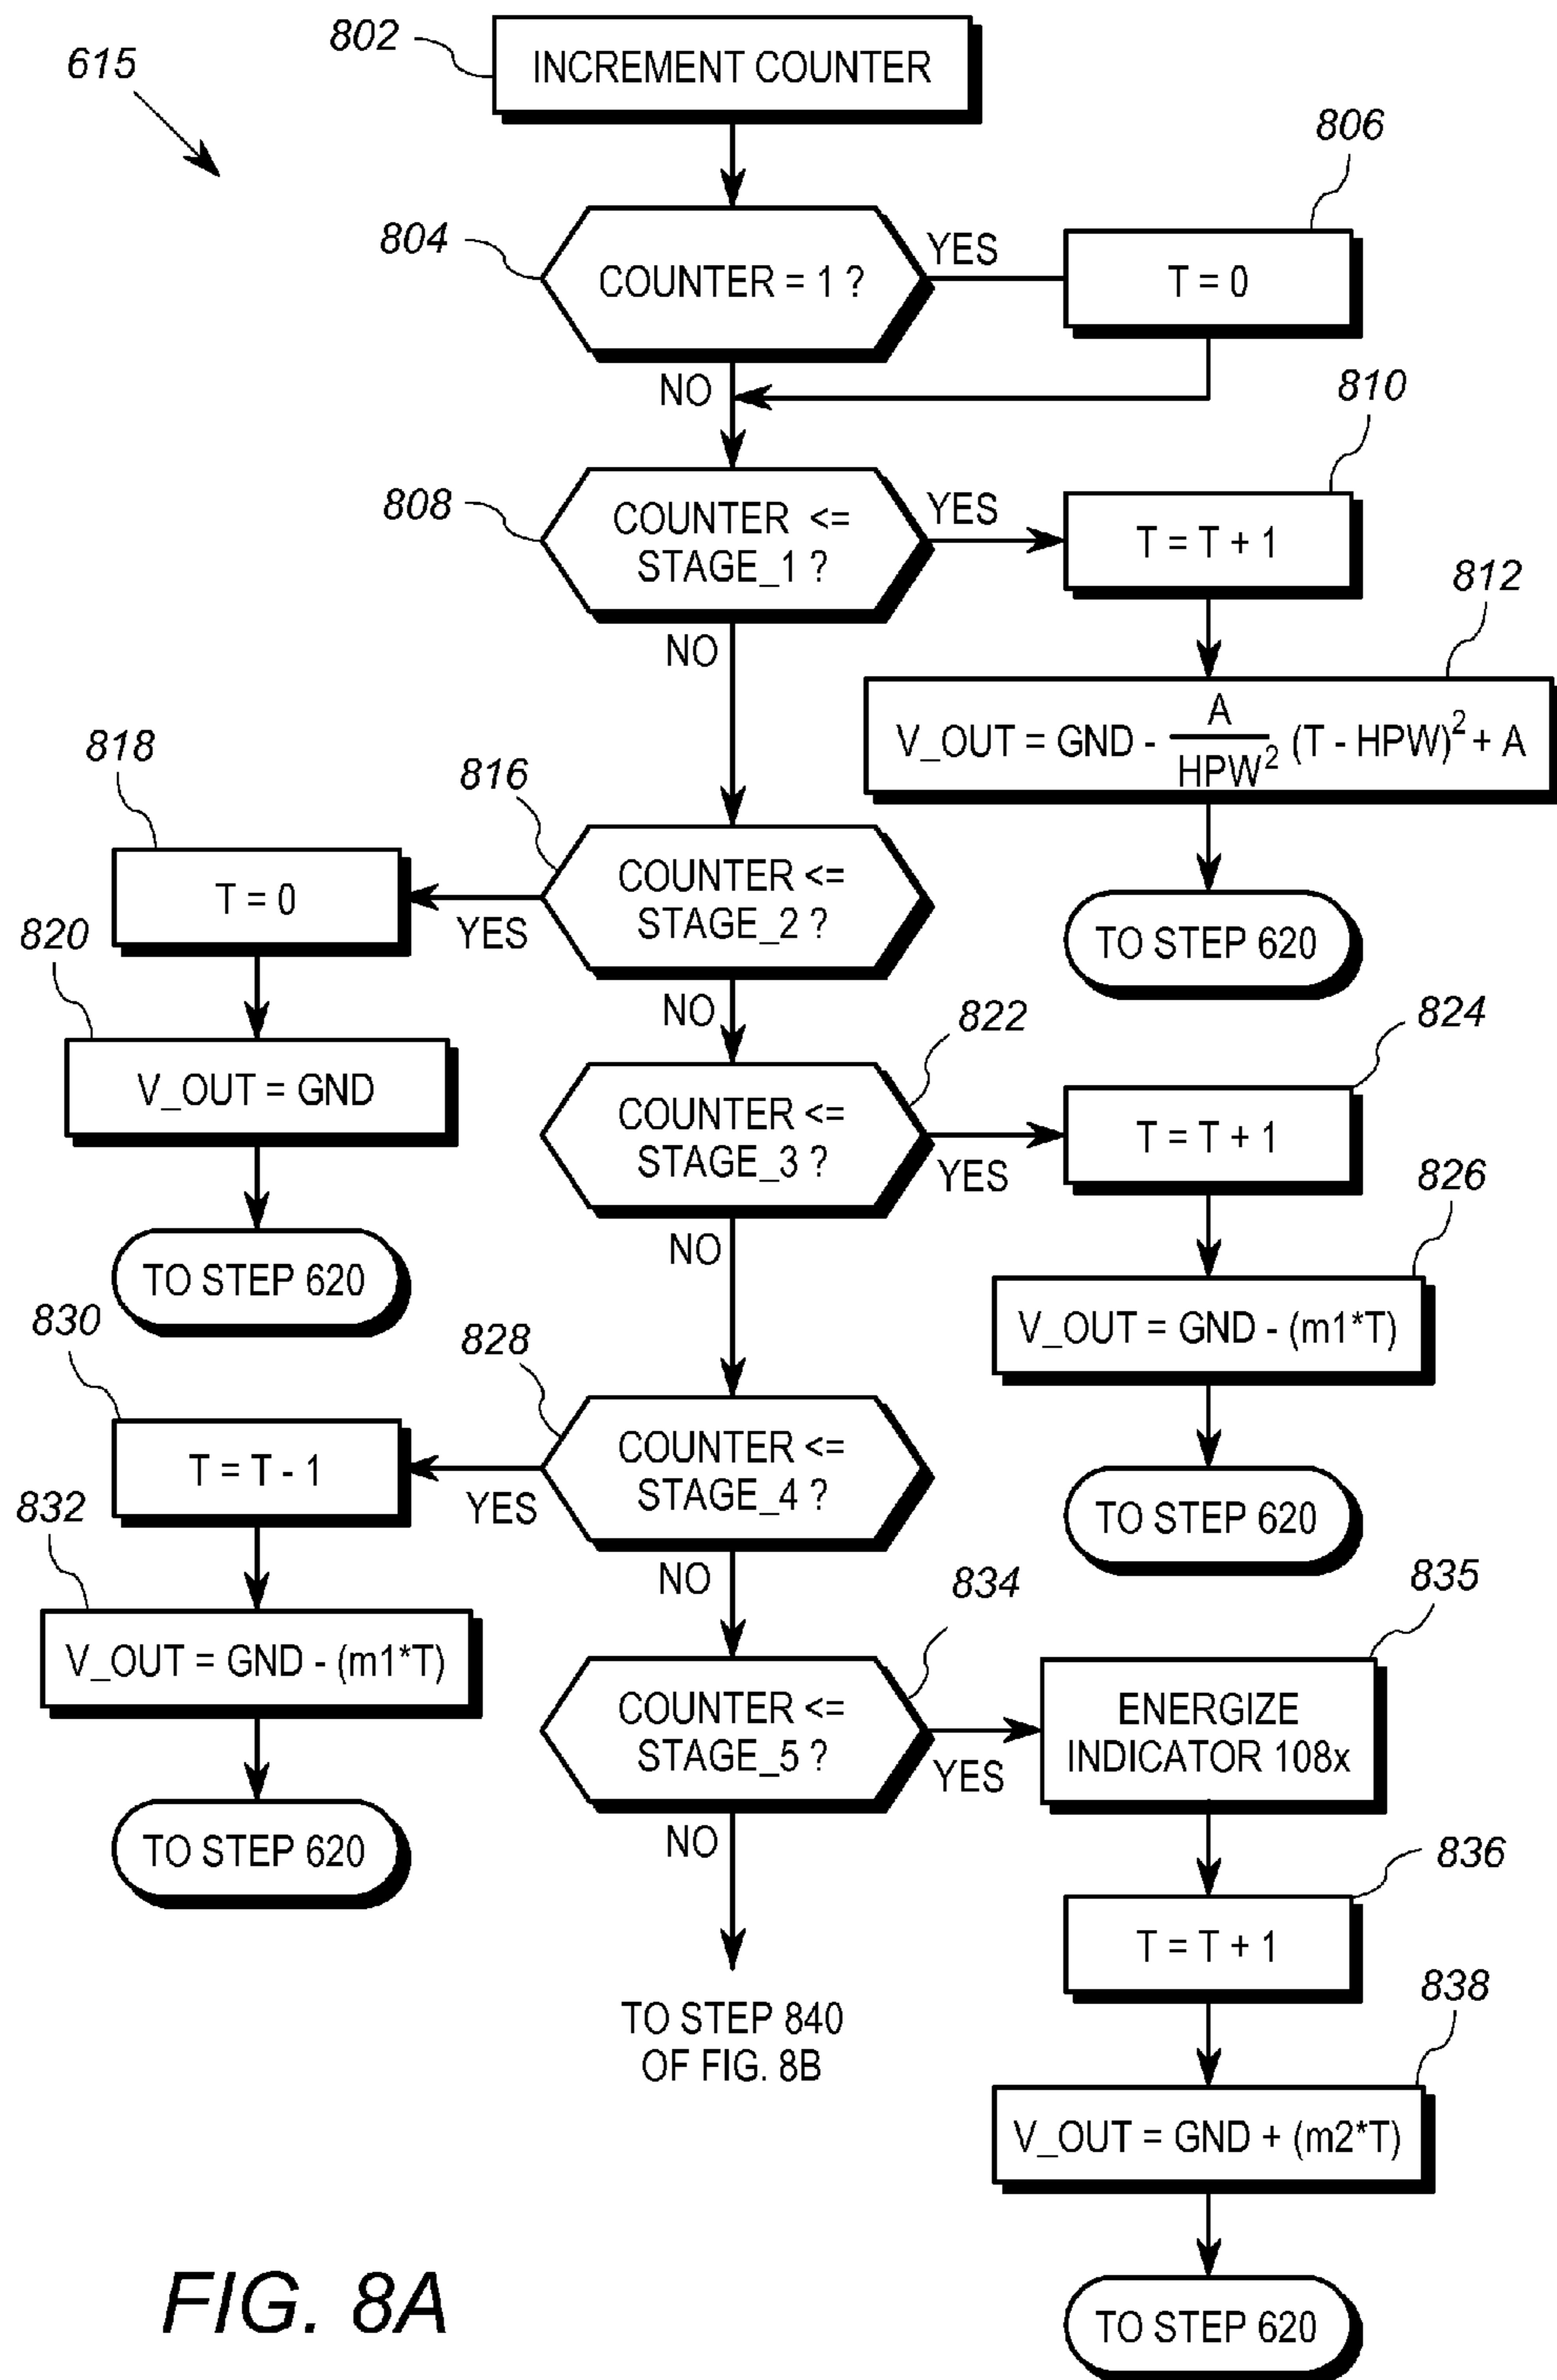 802
615
INCREMENT COUNTER
806
804
COUNTER = 1 ?
YES
T = 0
NO
810
808
COUNTER <=
STAGE_1 ?
YES
T = T + 1
812
NO
V_OUT = GND - A/HPW² (T - HPW)² + A
818
816
COUNTER <=
STAGE_2 ?
YES
T = 0
TO STEP 620
820
NO
822
824
V_OUT = GND
COUNTER <=
STAGE_3 ?
YES
T = T + 1
826
NO
TO STEP 620
V_OUT = GND - (m1*T)
830
828
COUNTER <=
STAGE_4 ?
YES
T = T - 1
TO STEP 620
832
NO
834
835
V_OUT = GND - (m1*T)
COUNTER <=
STAGE_5 ?
YES
ENERGIZE
INDICATOR 108x
NO
TO STEP 620
836
T = T + 1
838
TO STEP 840
OF FIG. 8B
V_OUT = GND + (m2*T)
TO STEP 620
FIG. 8A